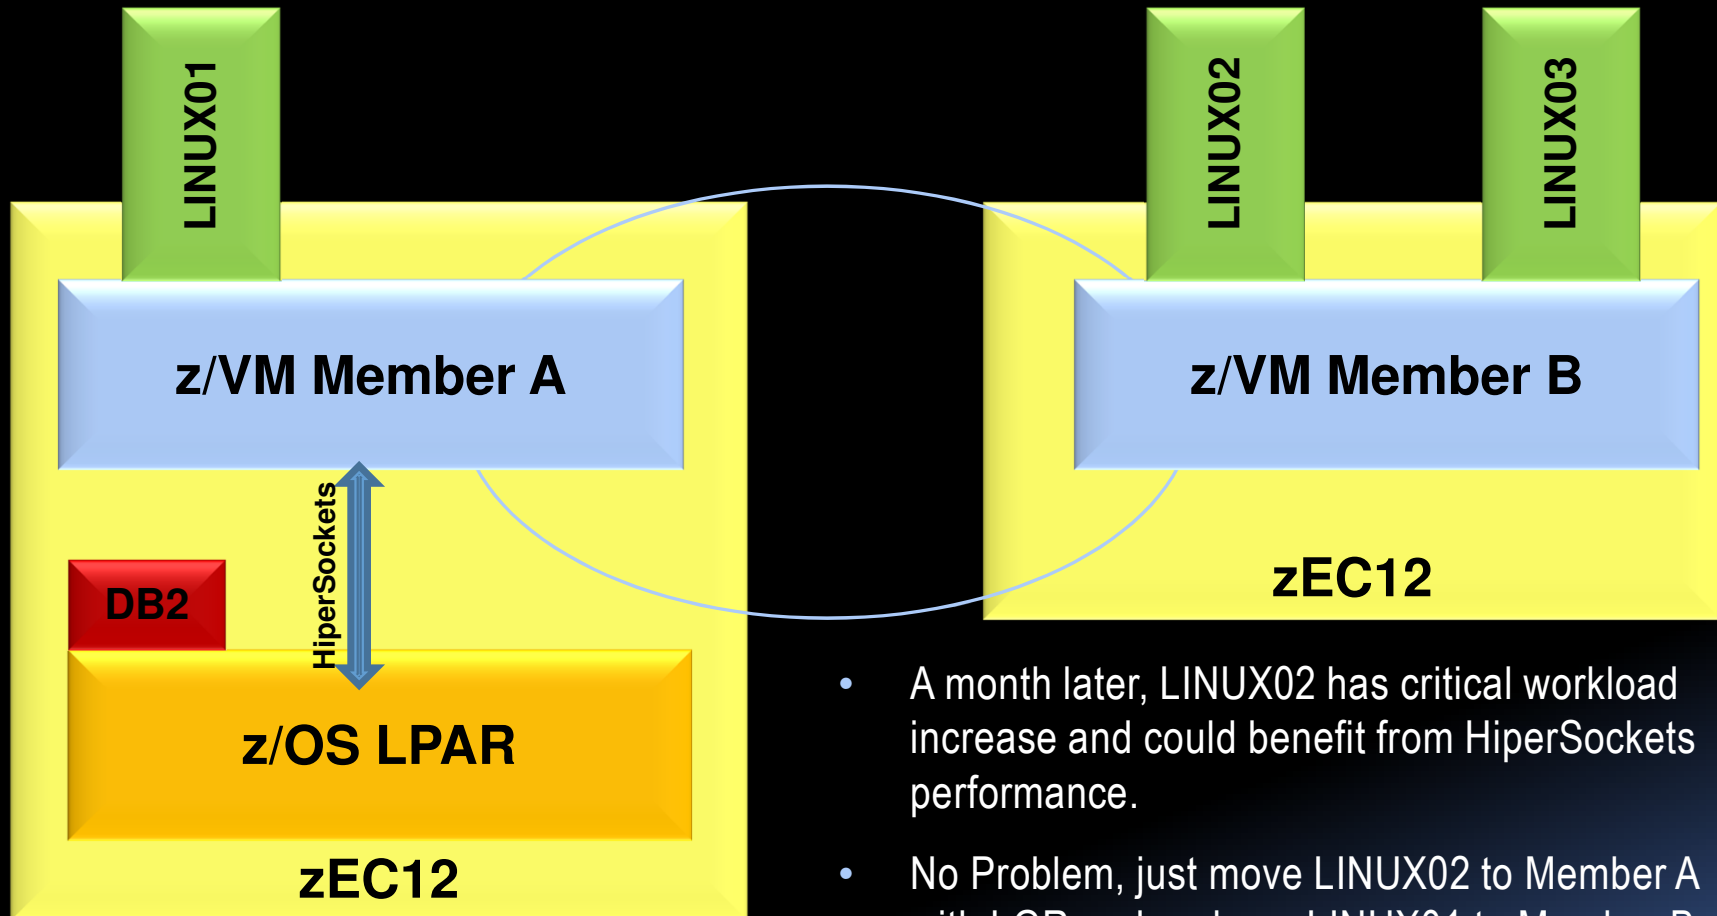 LINUX01
LINUX02
LINUX03
z/VM Member A
z/VM Member B
HiperSockets
DB2
z/OS LPAR
zEC12
zEC12
• A month later, LINUX02 has critical workload
increase and could benefit from HiperSockets
performance.
• No Problem, just move LINUX02 to Member A